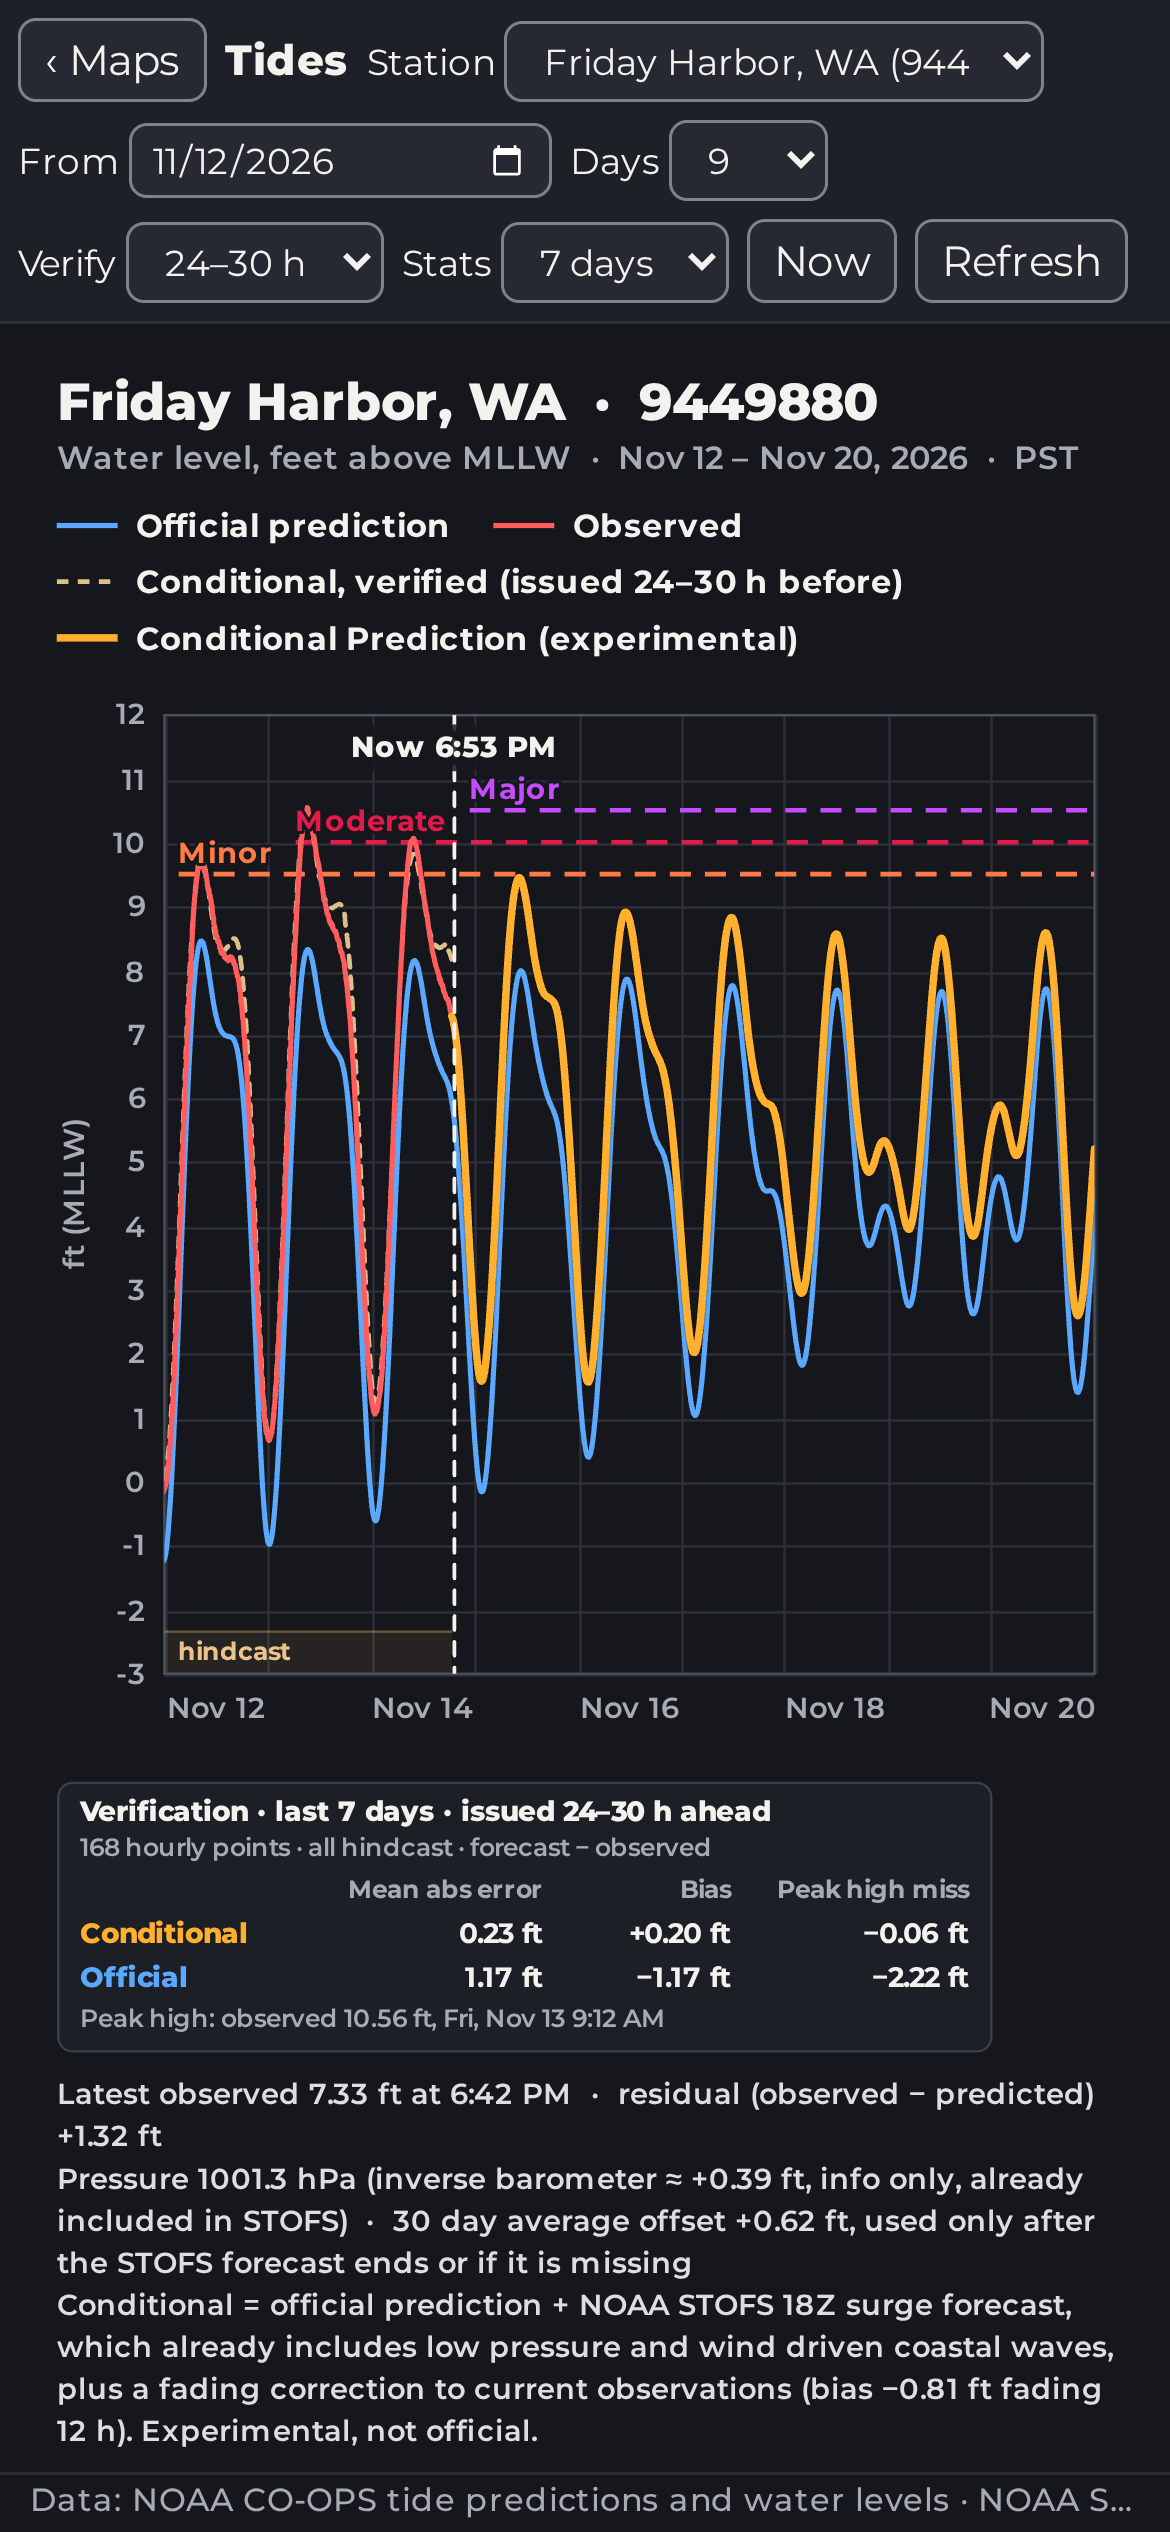 ‹ Maps Tides Station Friday Harbor, WA (944
From 11/12/2026 Days 9
Verify 24–30 h Stats 7 days Now Refresh
Friday Harbor, WA · 9449880
Water level, feet above MLLW · Nov 12 – Nov 20, 2026 · PST
Official prediction Observed
Conditional, verified (issued 24–30 h before)
Conditional Prediction (experimental)
12
Now 6:53 PM
11
Major
Moderate
10
Minor
9
8
7
6
5
4
3
2
1
0
-1
-2
-3
ft (MLLW)
hindcast
Nov 12 Nov 14 Nov 16 Nov 18 Nov 20
Verification · last 7 days · issued 24–30 h ahead
168 hourly points · all hindcast · forecast − observed
Mean abs error Bias Peak high miss
Conditional 0.23 ft +0.20 ft −0.06 ft
Official 1.17 ft −1.17 ft −2.22 ft
Peak high: observed 10.56 ft, Fri, Nov 13 9:12 AM
Latest observed 7.33 ft at 6:42 PM · residual (observed − predicted)
+1.32 ft
Pressure 1001.3 hPa (inverse barometer ≈ +0.39 ft, info only, already
included in STOFS) · 30 day average offset +0.62 ft, used only after
the STOFS forecast ends or if it is missing
Conditional = official prediction + NOAA STOFS 18Z surge forecast,
which already includes low pressure and wind driven coastal waves,
plus a fading correction to current observations (bias −0.81 ft fading
12 h). Experimental, not official.
Data: NOAA CO-OPS tide predictions and water levels · NOAA S...